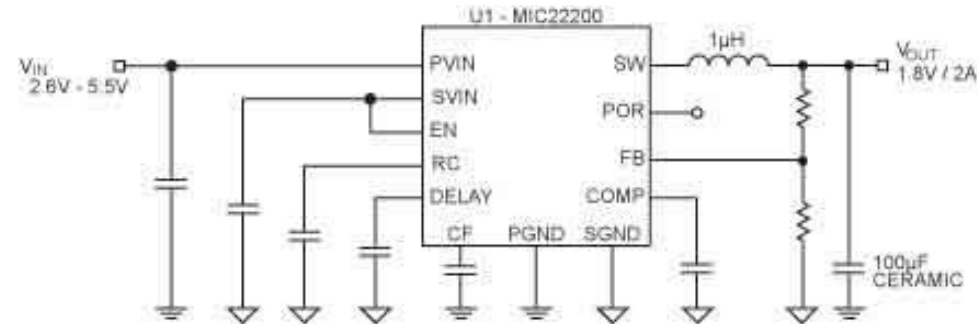 U1 - MIC22200
VIN
2.6V - 5.5V
PVIN
SVIN
EN
RC
DELAY
CF
PGND
SGND
SW
POR
FB
COMP
1µH
VOUT
1.8V / 2A
100µF
CERAMIC